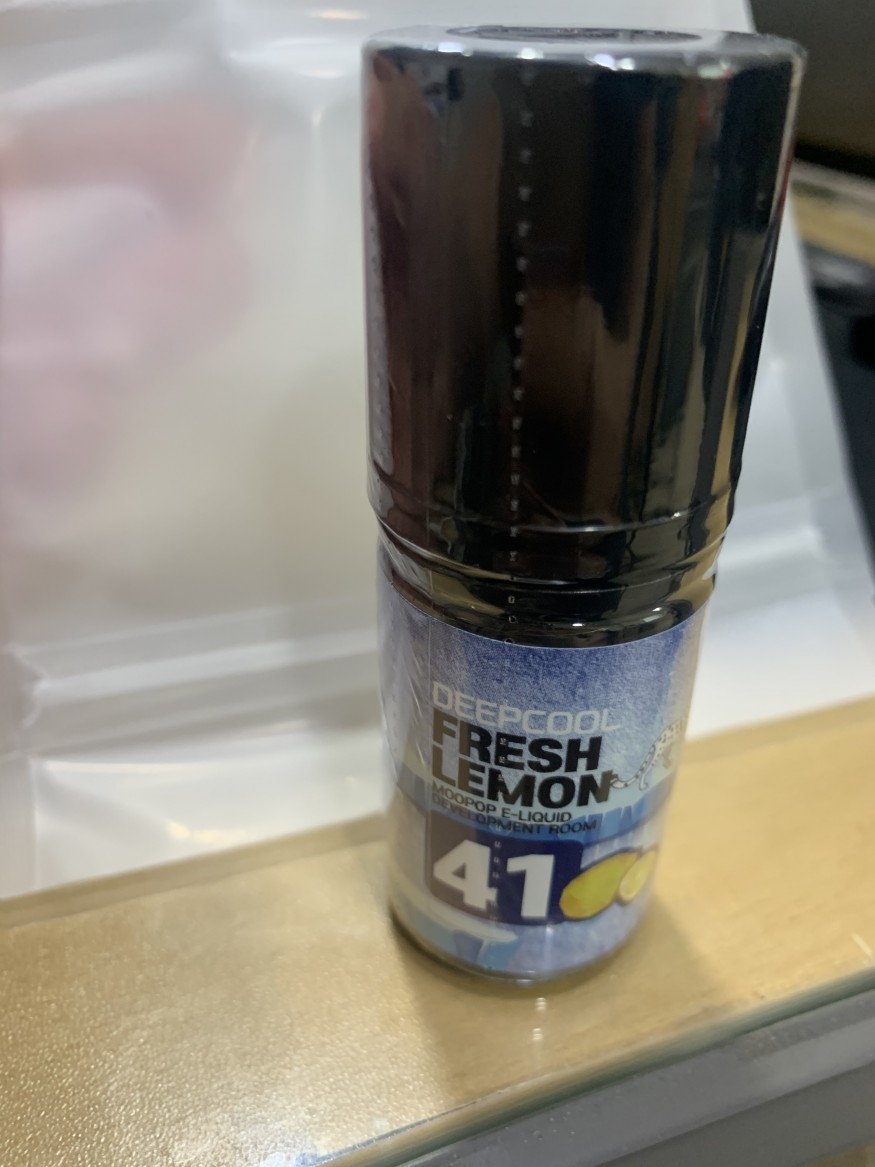 DEEPCOOL
FRESH
LEMON
MOOPOP E-LIQUID
DEVELOPMENT ROOM
41